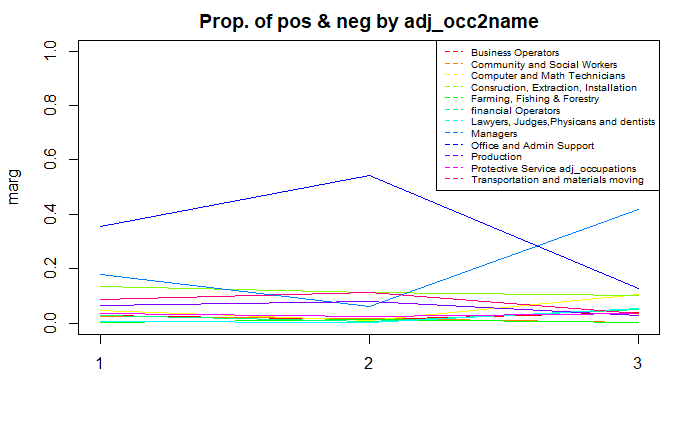 Prop. of pos & neg by adj_occ2name
marg
1.0
0.8
0.6
0.4
0.2
0.0
1
2
3
Business Operators
Community and Social Workers
Computer and Math Technicians
Consruction, Extraction, Installation
Farming, Fishing & Forestry
financial Operators
Lawyers, Judges,Physicans and dentists
Managers
Office and Admin Support
Production
Protective Service adj_occupations
Transportation and materials moving